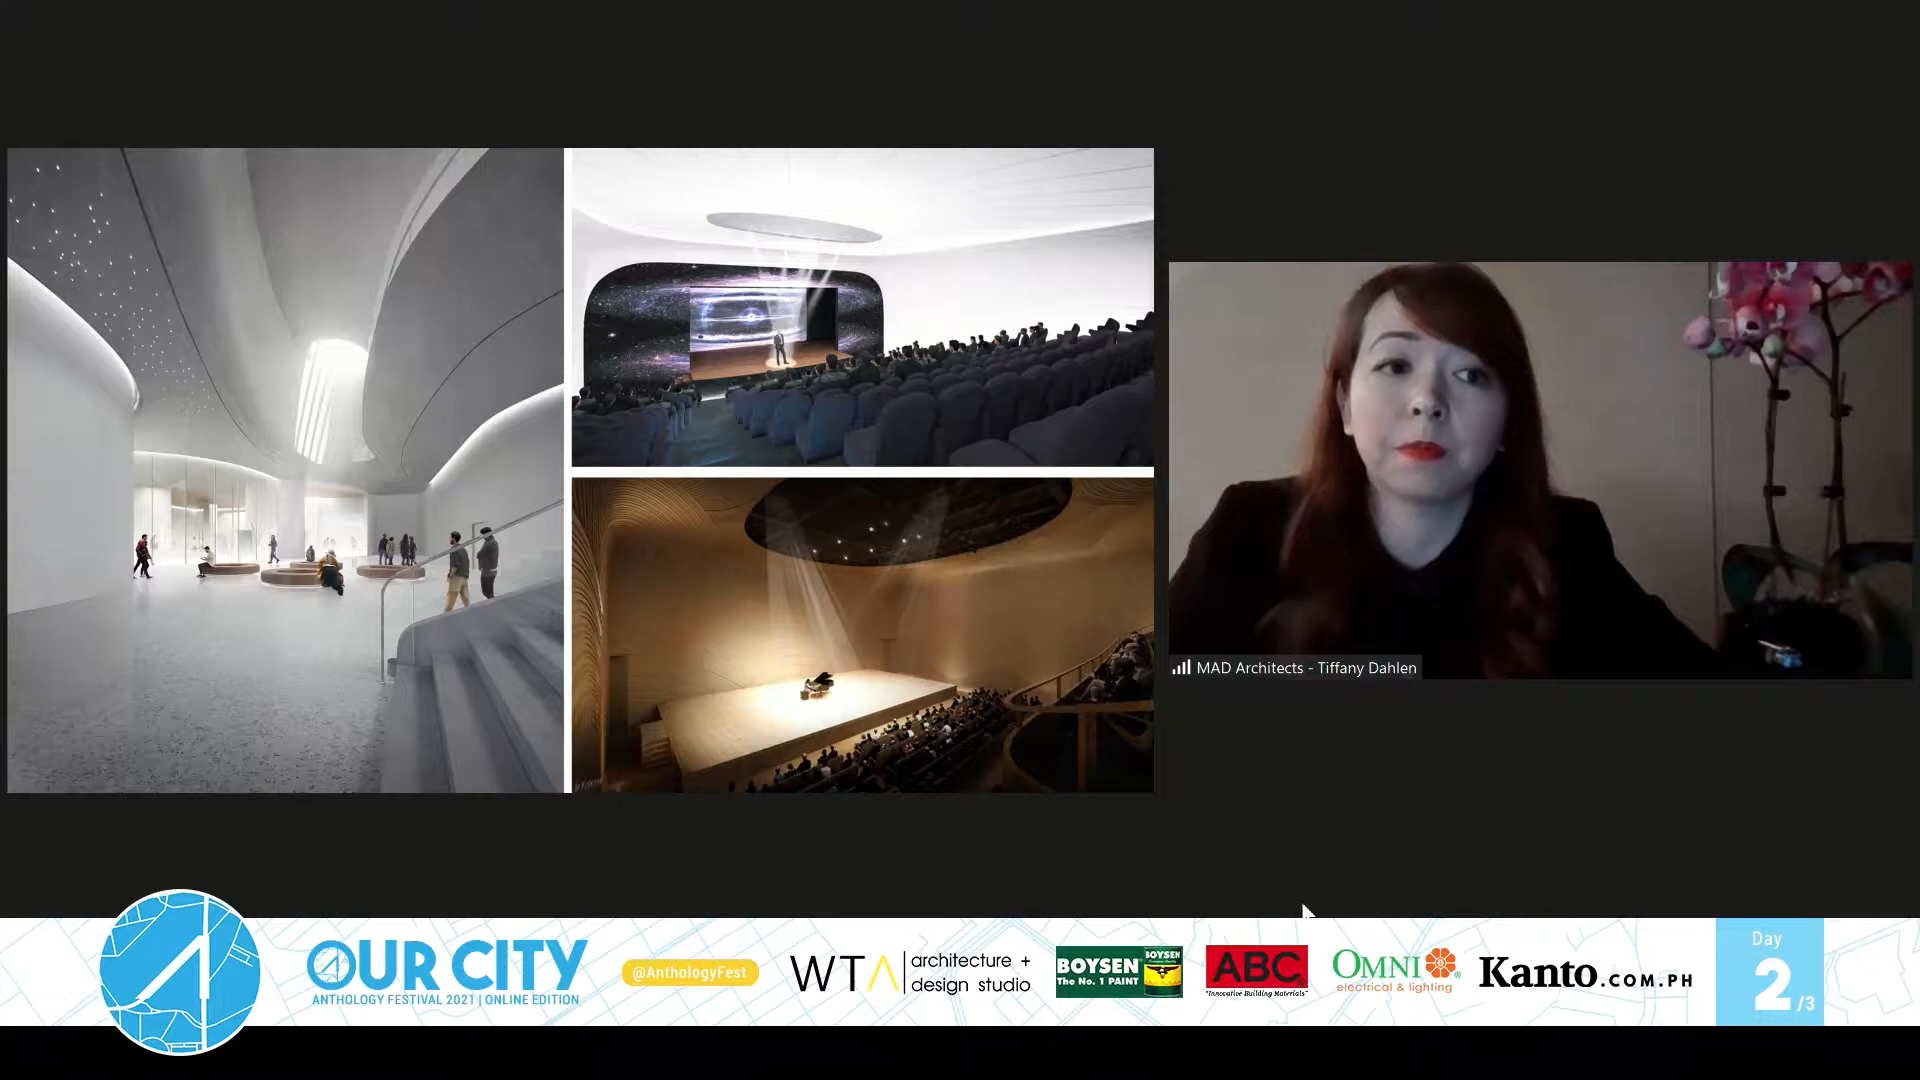 MAD Architects - Tiffany Dahlen
OUR CITY
ANTHOLOGY FESTIVAL 2021 | ONLINE EDITION
@AnthologyFest
WTA
architecture +
design studio
BOYSEN
The No. 1 PAINT
BOYSEN
ABC
"Innovative Building Materials"
OMNI
electrical & lighting
Kanto.COM.PH
Day
2/3